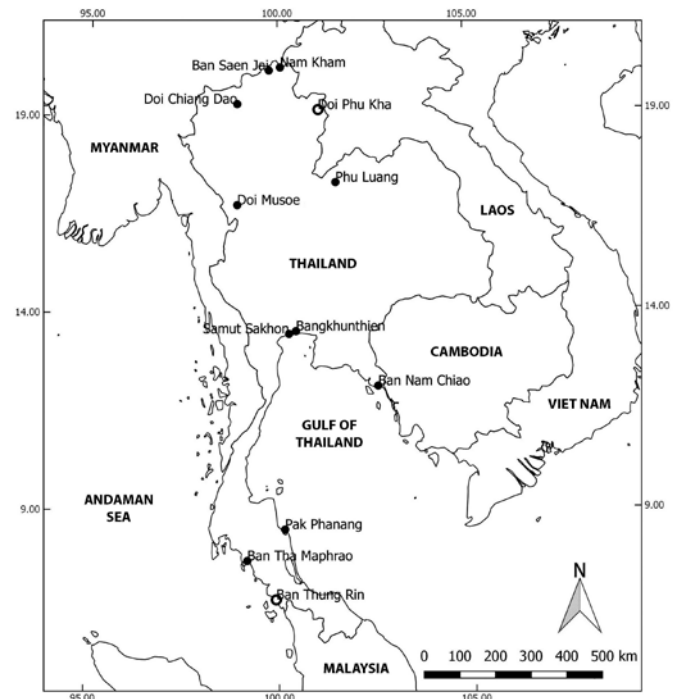 95.00 100.00 105.00
Ban Saen Jai Nam Kham
Doi Chiang Dao Doi Phu Kha
19.00 19.00
MYANMAR
Phu Luang
Doi Musoe
LAOS
THAILAND
14.00 14.00
Samut Sakhon Bangkhunthien
CAMBODIA
Ban Nam Chiao
VIET NAM
GULF OF
THAILAND
9.00 9.00
ANDAMAN
SEA
Pak Phanang
Ban Tha Maphrao
N
Ban Thung Rin
0 100 200 300 400 500 km
MALAYSIA
95.00 100.00 105.00